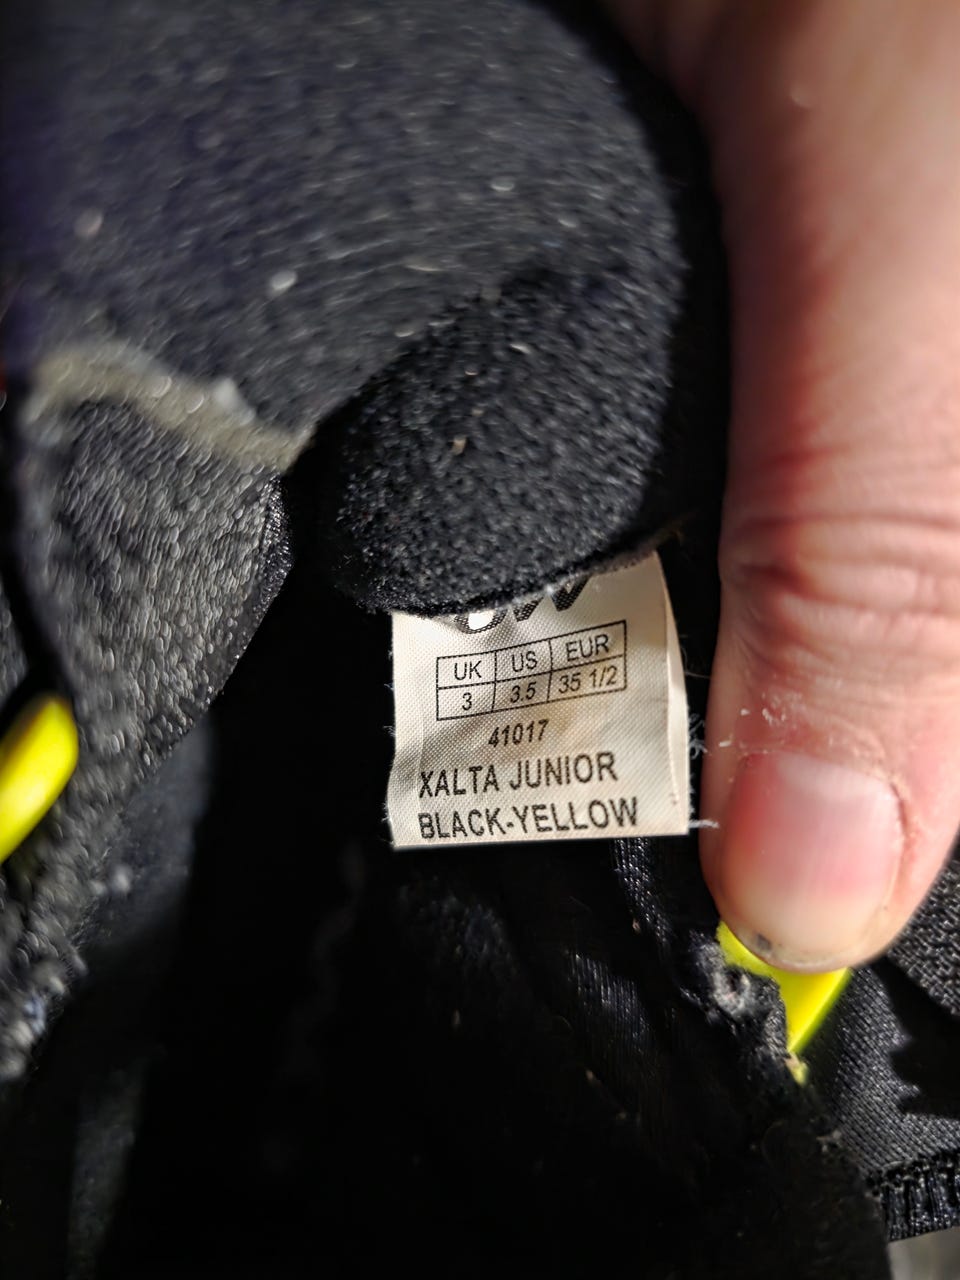 UK US EUR
3 3.5 35 1/2
41017
XALTA JUNIOR
BLACK-YELLOW